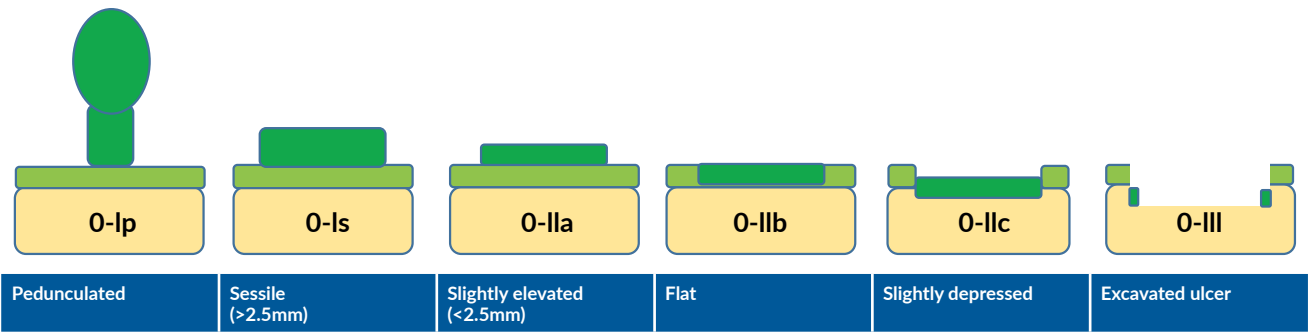 0-Ip
0-Is
0-IIa
0-IIb
0-IIc
0-III
Pedunculated
Sessile
(>2.5mm)
Slightly elevated
(<2.5mm)
Flat
Slightly depressed
Excavated ulcer